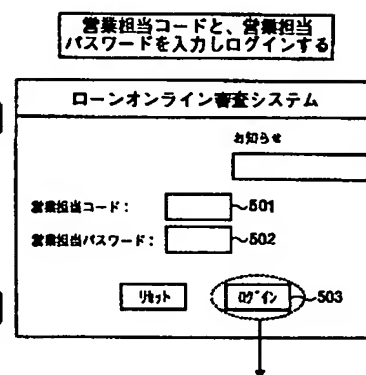 営業担当コードと、営業担当
パスワードを入力しログインする
ローンオンライン審査システム
お知らせ
営業担当コード： 501
営業担当パスワード： 502
リセット ログイン 503